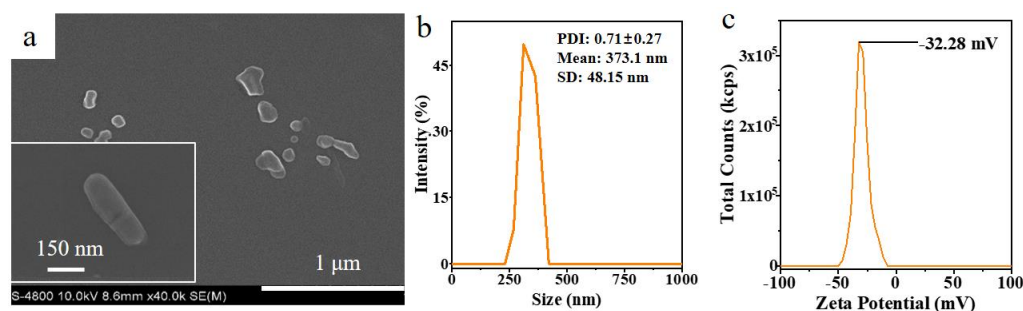 a
150 nm
1 μm
S-4800 10.0kV 8.6mm x40.0k SE(M)
b
PDI: 0.71±0.27
Mean: 373.1 nm
SD: 48.15 nm
Intensity (%)
45
30
15
0
0 250 500 750 1000
Size (nm)
c
-32.28 mV
Total Counts (kcps)
3x10⁵
2x10⁵
1x10⁵
0
-100 -50 0 50 100
Zeta Potential (mV)